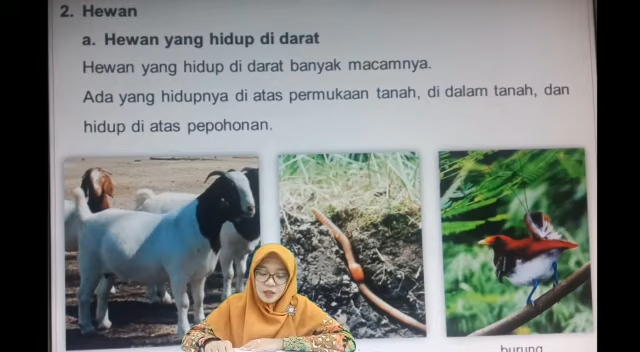 2. Hewan
a. Hewan yang hidup di darat
Hewan yang hidup di darat banyak macamnya.
Ada yang hidupnya di atas permukaan tanah, di dalam tanah, dan
hidup di atas pepohonan.
burung